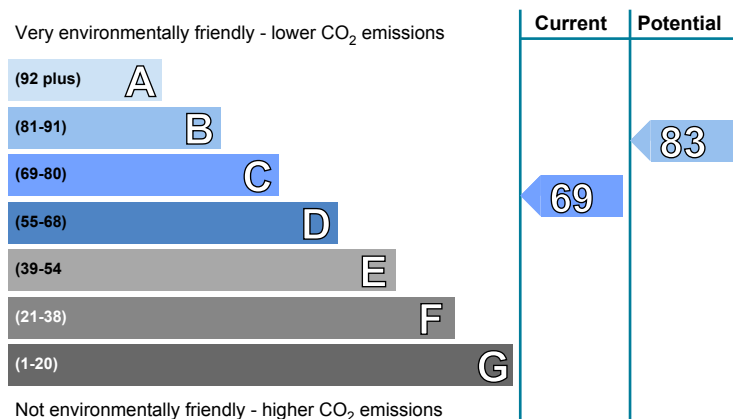 Very environmentally friendly - lower CO2 emissions
Current Potential
(92 plus) A
(81-91) B
83
(69-80) C
69
(55-68) D
(39-54 E
(21-38) F
(1-20) G
Not environmentally friendly - higher CO2 emissions